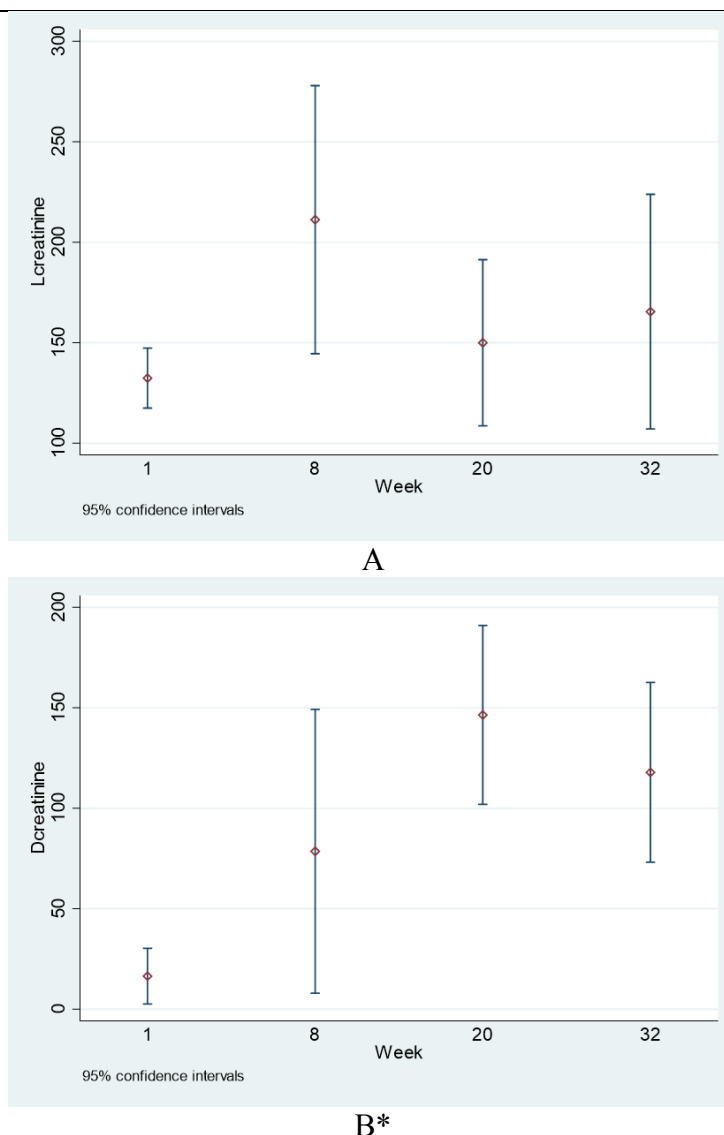 300
250
200
150
100
Lcreatinine
1 8 20 32
Week
95% confidence intervals
A
200
150
100
50
0
Dcreatinine
1 8 20 32
Week
95% confidence intervals
B*